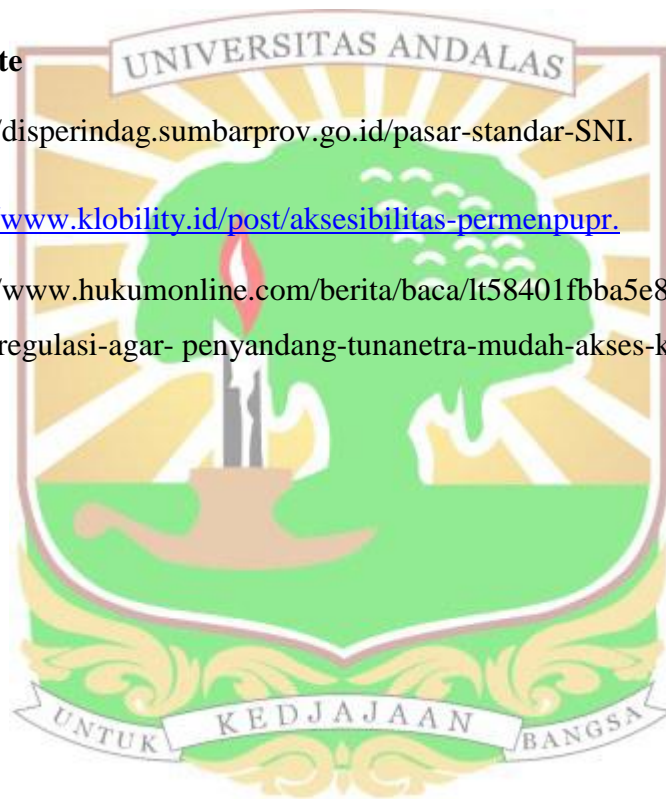 UNIVERSITAS ANDALAS
te
/disperindag.sumbarprov.go.id/pasar-standar-SNI.
/www.klobility.id/post/aksesibilitas-permenpupr.
/www.hukumonline.com/berita/baca/lt58401fbba5e8
regulasi-agar- penyandang-tunanetra-mudah-akses-k
UNTUK KEDJAJAAN BANGSA